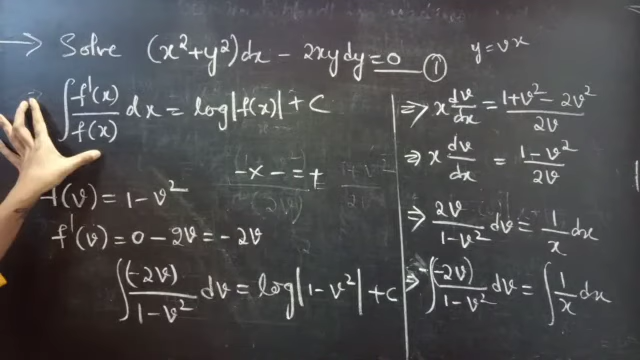 → Solve (x²+y²)dx - 2xydy=0 ① y=vx
∫ f'(x)/f(x) dx = log|f(x)| + C
- x - = +
f(v) = 1-v²
f'(v) = 0-2v = -2v
∫ (-2v)/(1-v²) dv = log|1-v²| + C
⇒ x dv/dx = (1+v²-2v²)/2v
⇒ x dv/dx = (1-v²)/2v
⇒ 2v/(1-v²) dv = 1/x dx
⇒ -∫ (-2v)/(1-v²) dv = ∫ 1/x dx